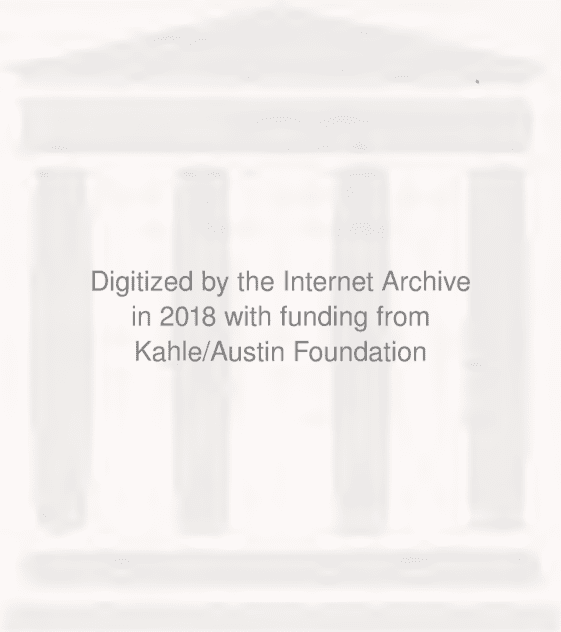 Digitized by the Internet Archive
in 2018 with funding from
Kahle/Austin Foundation